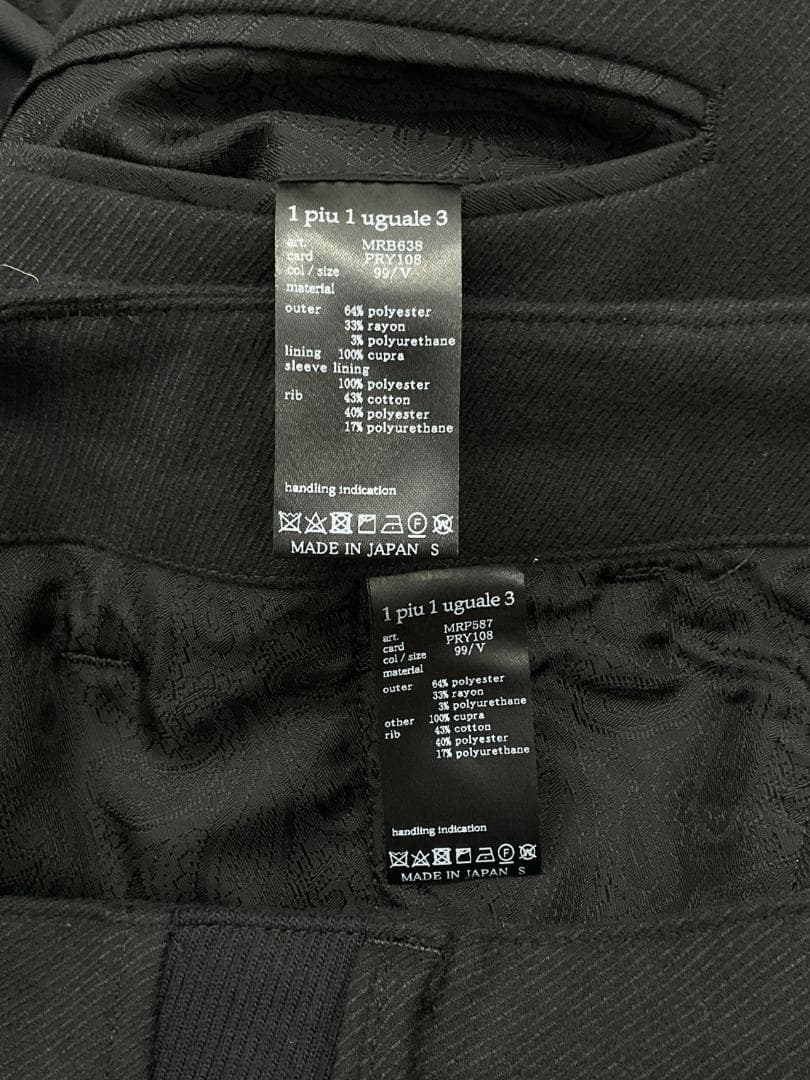 1 piu 1 uguale 3
art. MRB638
card PRY108
col / size 99/V
material
outer 64% polyester
33% rayon
3% polyurethane
lining 100% cupra
sleeve lining
100% polyester
rib 43% cotton
40% polyester
17% polyurethane
handling indication
F W
MADE IN JAPAN S
1 piu 1 uguale 3
art. MRP587
card PRY108
col / size 99/V
material
outer 64% polyester
33% rayon
3% polyurethane
other 100% cupra
rib 43% cotton
40% polyester
17% polyurethane
handling indication
F W
MADE IN JAPAN S